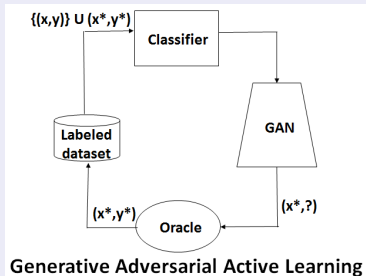 {(x,y)} U (x*,y*)
Classifier
GAN
Labeled
dataset
(x*,y*)
Oracle
(x*,?)
Generative Adversarial Active Learning